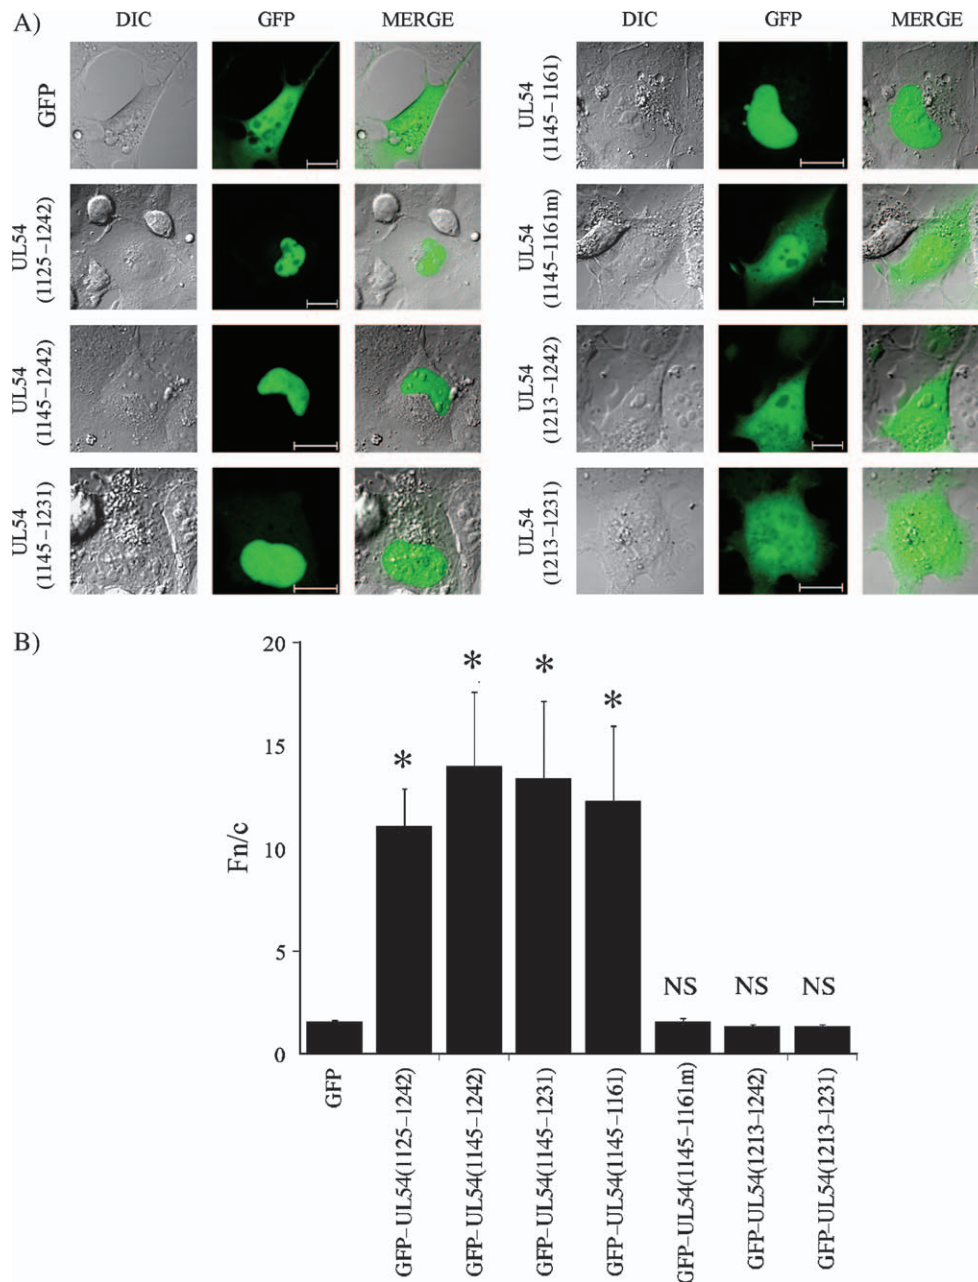 A)
DIC GFP MERGE
GFP
UL54
(1125–1242)
UL54
(1145–1242)
UL54
(1145–1231)
DIC GFP MERGE
UL54
(1145–1161)
UL54
(1145–1161m)
UL54
(1213–1242)
UL54
(1213–1231)
B)
Fn/c
20
15
10
5
0
*
*
*
*
NS NS NS
GFP
GFP–UL54(1125–1242)
GFP–UL54(1145–1242)
GFP–UL54(1145–1231)
GFP–UL54(1145–1161)
GFP–UL54(1145–1161m)
GFP–UL54(1213–1242)
GFP–UL54(1213–1231)